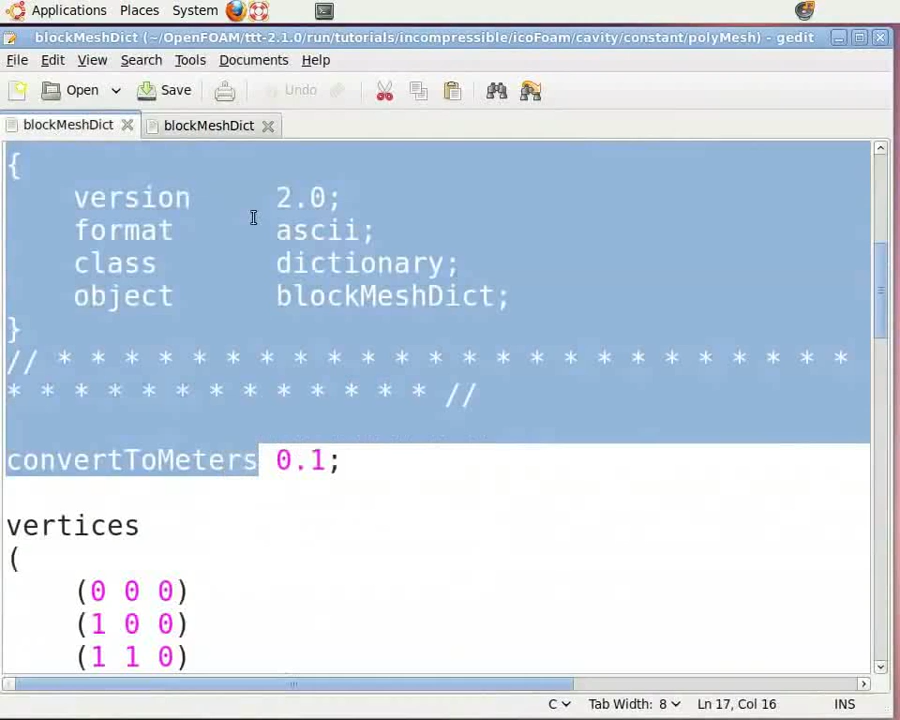 Applications Places System
blockMeshDict (~/OpenFOAM/ttt-2.1.0/run/tutorials/incompressible/icoFoam/cavity/constant/polyMesh) - gedit
File Edit View Search Tools Documents Help
Open Save Undo
blockMeshDict blockMeshDict
{
version 2.0;
format ascii;
class dictionary;
object blockMeshDict;
}
// * * * * * * * * * * * * * * * * * * * * * * * *
* * * * * * * * * * * * * //
convertToMeters 0.1;
vertices
(
(0 0 0)
(1 0 0)
(1 1 0)
C Tab Width: 8 Ln 17, Col 16 INS